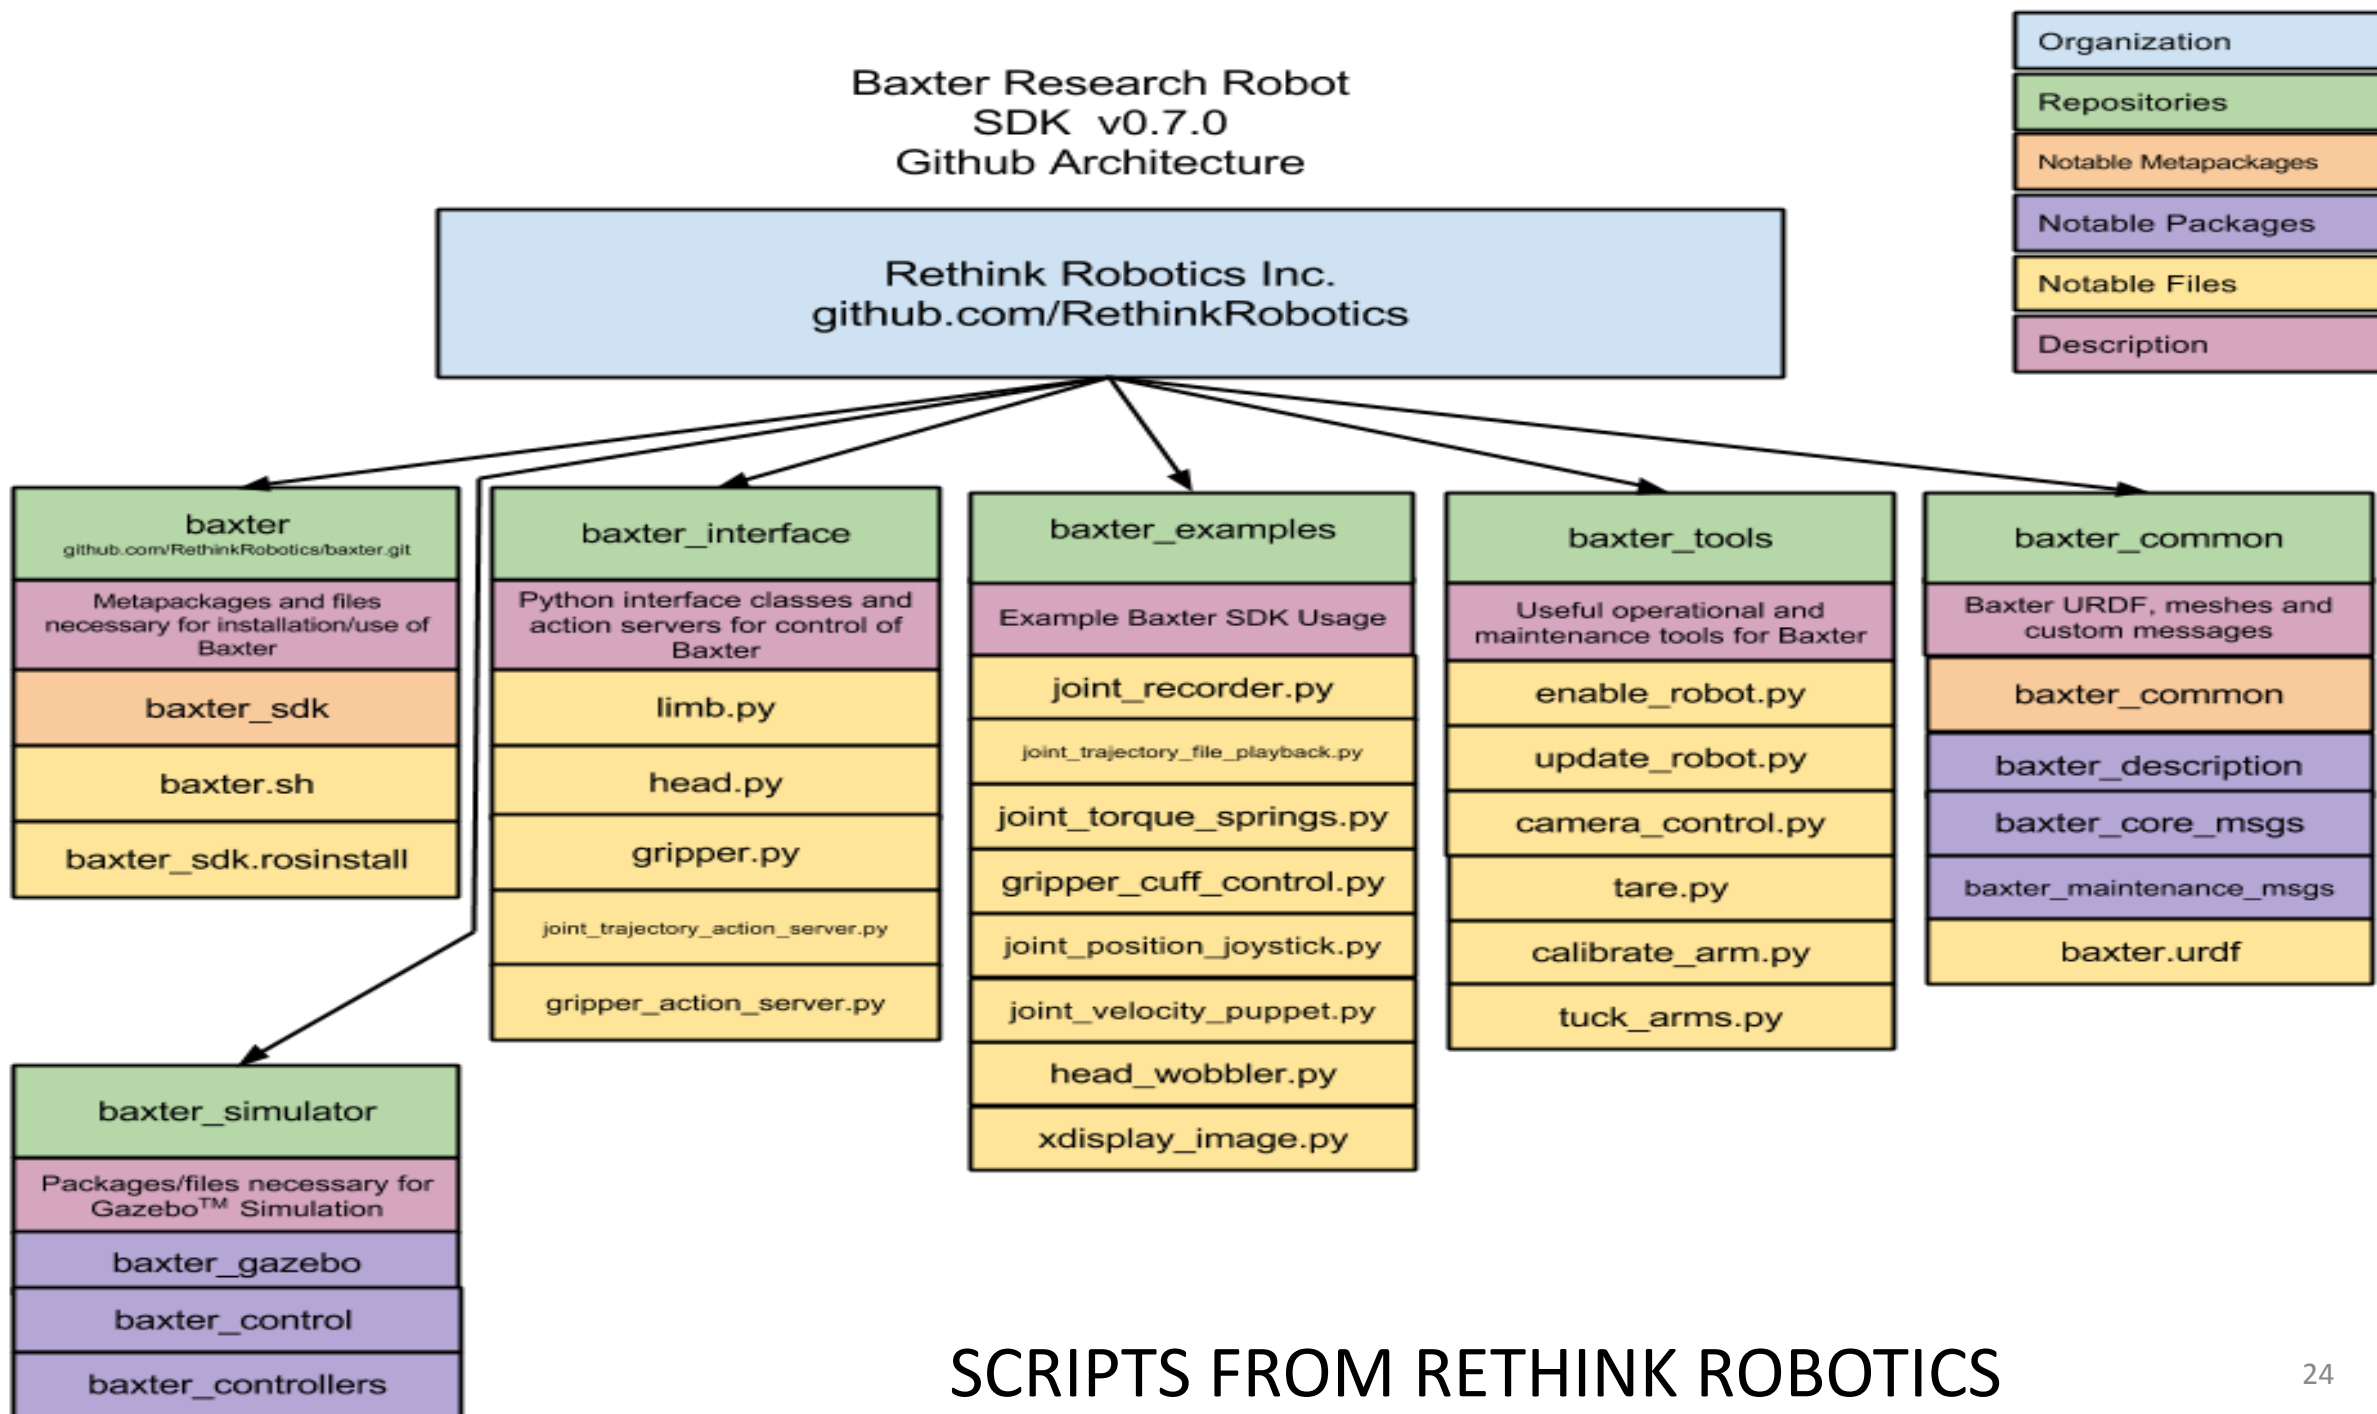 Baxter Research Robot
SDK v0.7.0
Github Architecture
Organization
Repositories
Notable Metapackages
Notable Packages
Notable Files
Description
Rethink Robotics Inc.
github.com/RethinkRobotics
baxter
github.com/RethinkRobotics/baxter.git
Metapackages and files
necessary for installation/use of
Baxter
baxter_sdk
baxter.sh
baxter_sdk.rosinstall
baxter_interface
Python interface classes and
action servers for control of
Baxter
limb.py
head.py
gripper.py
joint_trajectory_action_server.py
gripper_action_server.py
baxter_examples
Example Baxter SDK Usage
joint_recorder.py
joint_trajectory_file_playback.py
joint_torque_springs.py
gripper_cuff_control.py
joint_position_joystick.py
joint_velocity_puppet.py
head_wobbler.py
xdisplay_image.py
baxter_tools
Useful operational and
maintenance tools for Baxter
enable_robot.py
update_robot.py
camera_control.py
tare.py
calibrate_arm.py
tuck_arms.py
baxter_common
Baxter URDF, meshes and
custom messages
baxter_common
baxter_description
baxter_core_msgs
baxter_maintenance_msgs
baxter.urdf
baxter_simulator
Packages/files necessary for
Gazebo™ Simulation
baxter_gazebo
baxter_control
baxter_controllers
SCRIPTS FROM RETHINK ROBOTICS
24